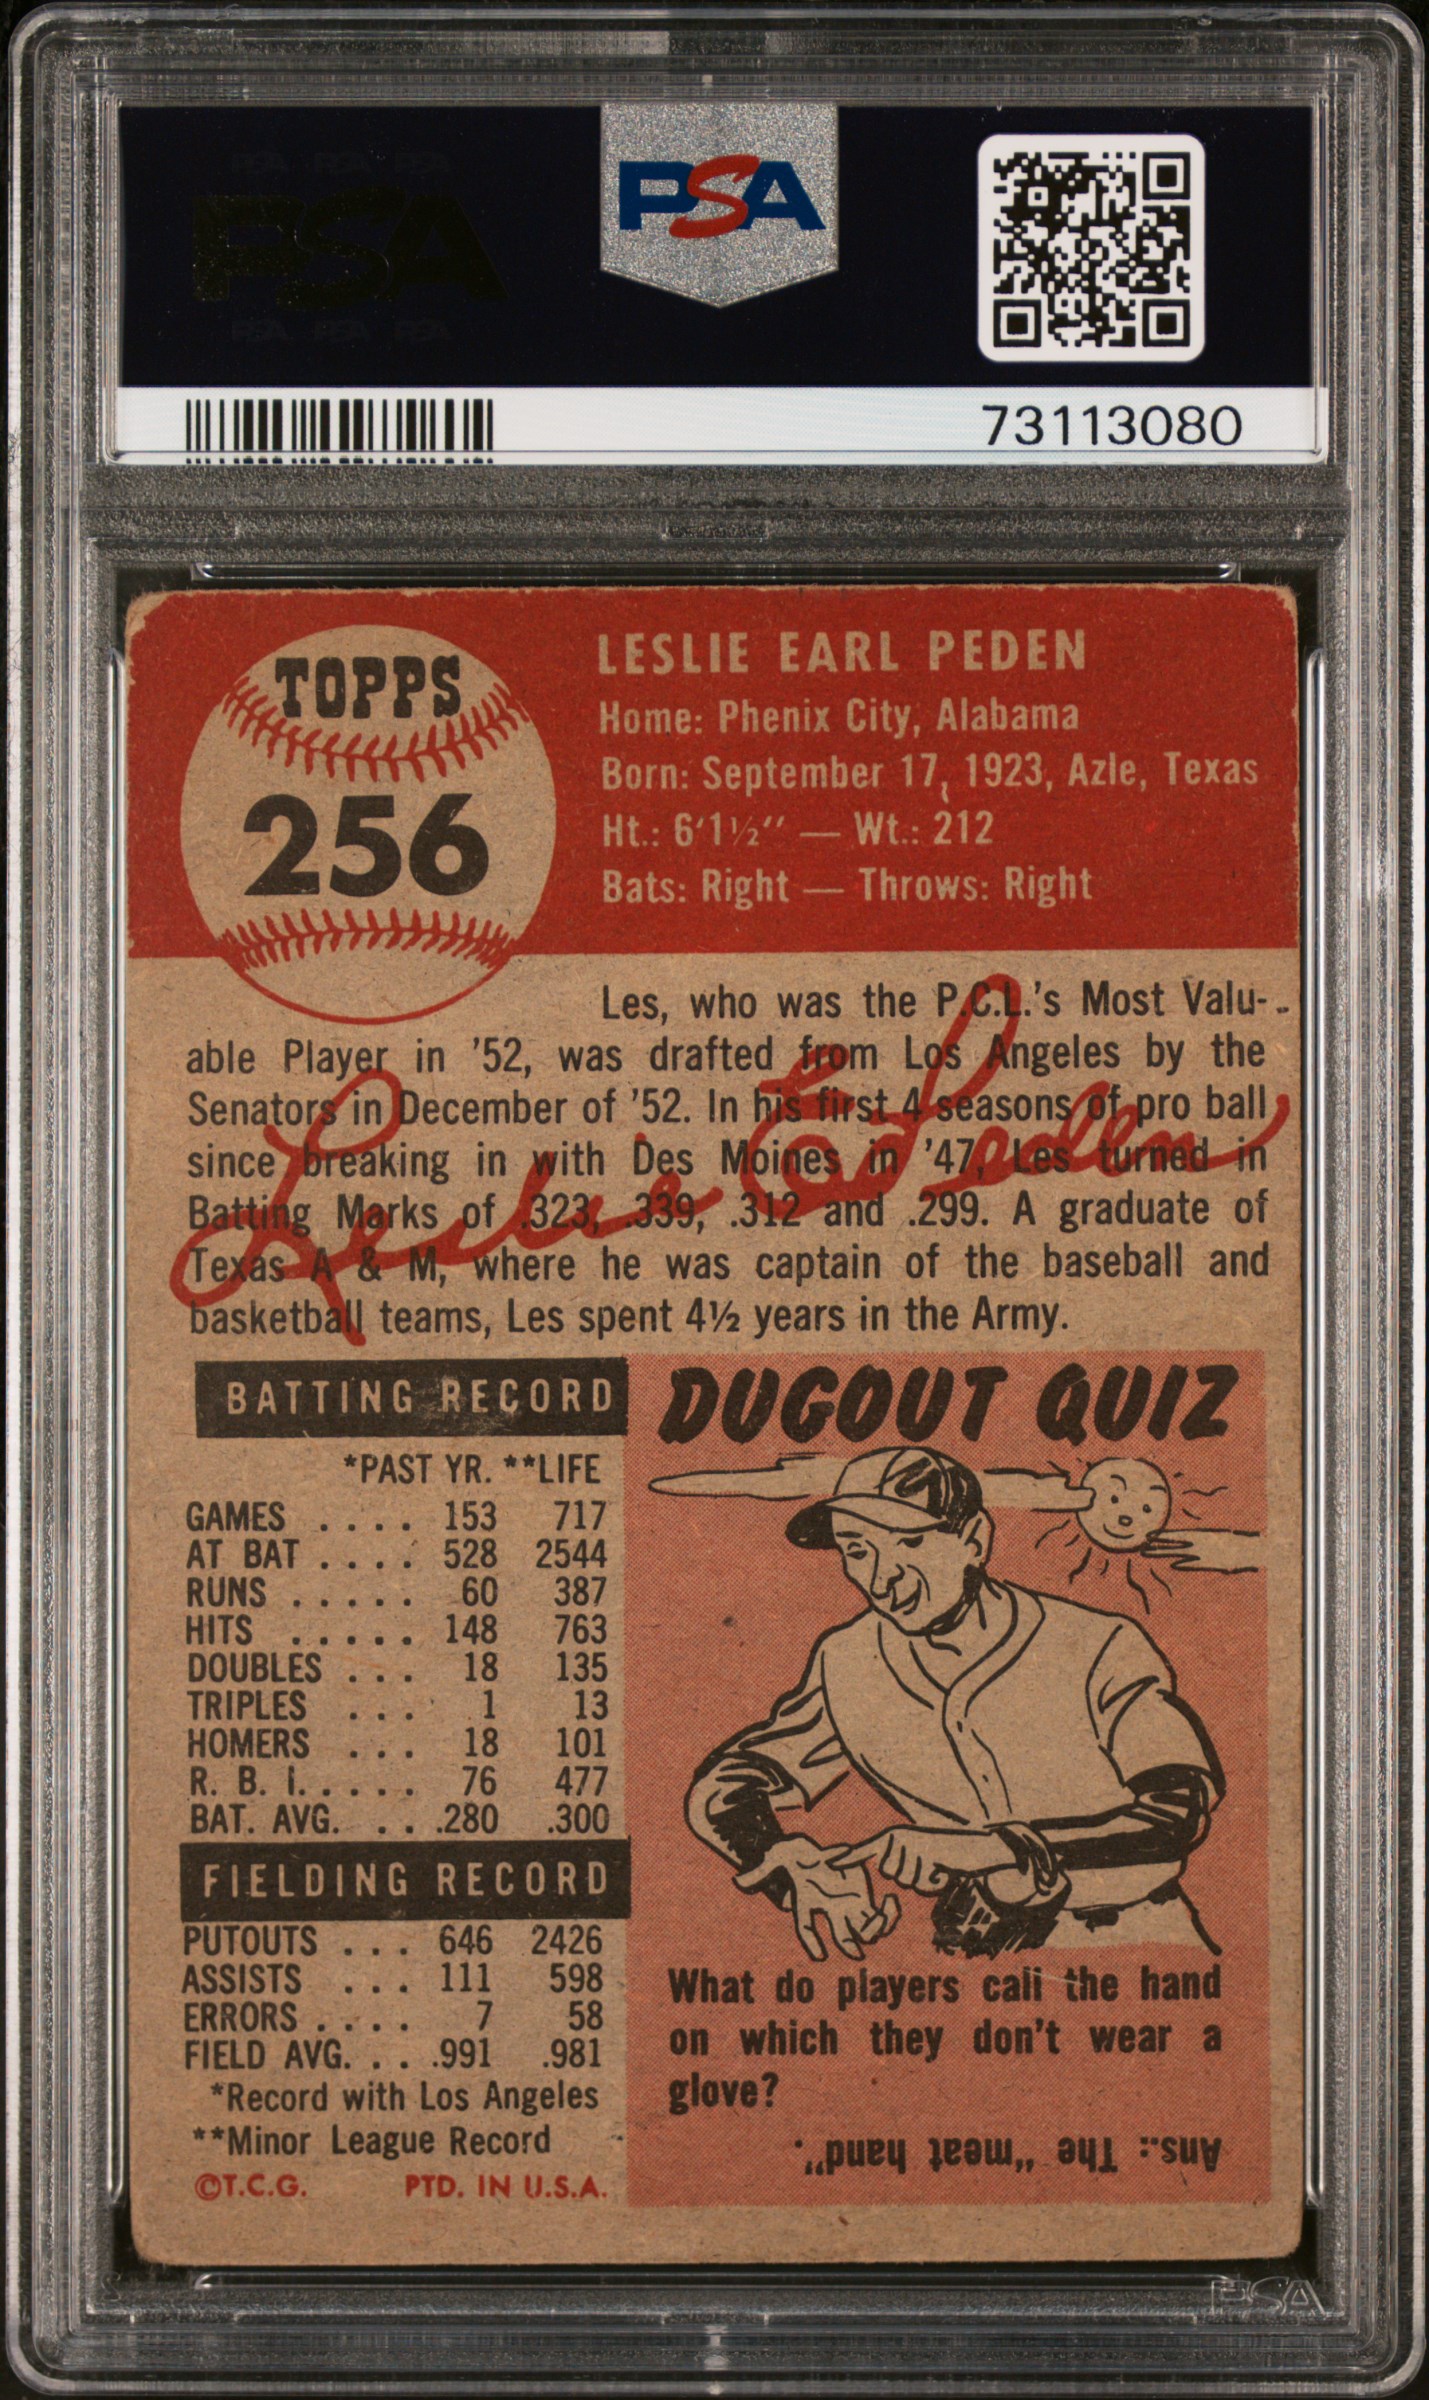 PSA
PSA
73113080
TOPPS
256
LESLIE EARL PEDEN
Home: Phenix City, Alabama
Born: September 17, 1923, Azle, Texas
Ht.: 6'1½" — Wt.: 212
Bats: Right — Throws: Right
Les, who was the P.C.L.'s Most Valu-
able Player in '52, was drafted from Los Angeles by the
Senators in December of '52. In his first 4 seasons of pro ball
since breaking in with Des Moines in '47, Les turned in
Batting Marks of .323, .339, .312 and .299. A graduate of
Texas A & M, where he was captain of the baseball and
basketball teams, Les spent 4½ years in the Army.
Leslie E Peden
BATTING RECORD
*PAST YR. **LIFE
GAMES .... 153 717
AT BAT .... 528 2544
RUNS ..... 60 387
HITS ..... 148 763
DOUBLES ... 18 135
TRIPLES ... 1 13
HOMERS ... 18 101
R. B. I. .... 76 477
BAT. AVG. ... .280 .300
FIELDING RECORD
PUTOUTS ... 646 2426
ASSISTS ... 111 598
ERRORS .... 7 58
FIELD AVG. ... .991 .981
*Record with Los Angeles
**Minor League Record
©T.C.G. PTD. IN U.S.A.
DUGOUT QUIZ
What do players call the hand
on which they don't wear a
glove?
Ans.: The "meat hand".
PSA